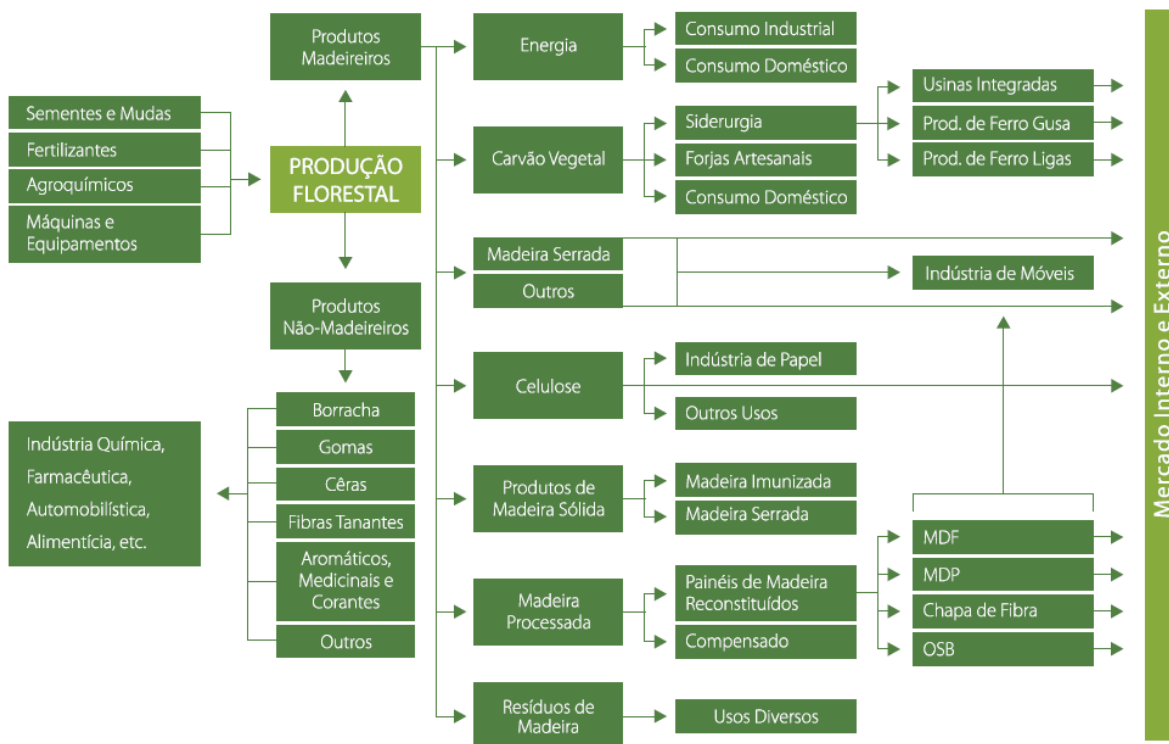 Produtos
Madeireiros
Sementes e Mudas
Fertilizantes
Agroquímicos
Máquinas e
Equipamentos
PRODUÇÃO
FLORESTAL
Produtos
Não-Madeireiros
Borracha
Gomas
Cêras
Fibras Tanantes
Aromáticos,
Medicinais e
Corantes
Outros
Indústria Química,
Farmacêutica,
Automobilística,
Alimentícia, etc.
Energia
Consumo Industrial
Consumo Doméstico
Carvão Vegetal
Siderurgia
Forjas Artesanais
Consumo Doméstico
Usinas Integradas
Prod. de Ferro Gusa
Prod. de Ferro Ligas
Madeira Serrada
Outros
Indústria de Móveis
Celulose
Indústria de Papel
Outros Usos
Produtos de
Madeira Sólida
Madeira Imunizada
Madeira Serrada
Madeira
Processada
Painéis de Madeira
Reconstituídos
Compensado
MDF
MDP
Chapa de Fibra
OSB
Resíduos de
Madeira
Usos Diversos
Mercado Interno e Externo